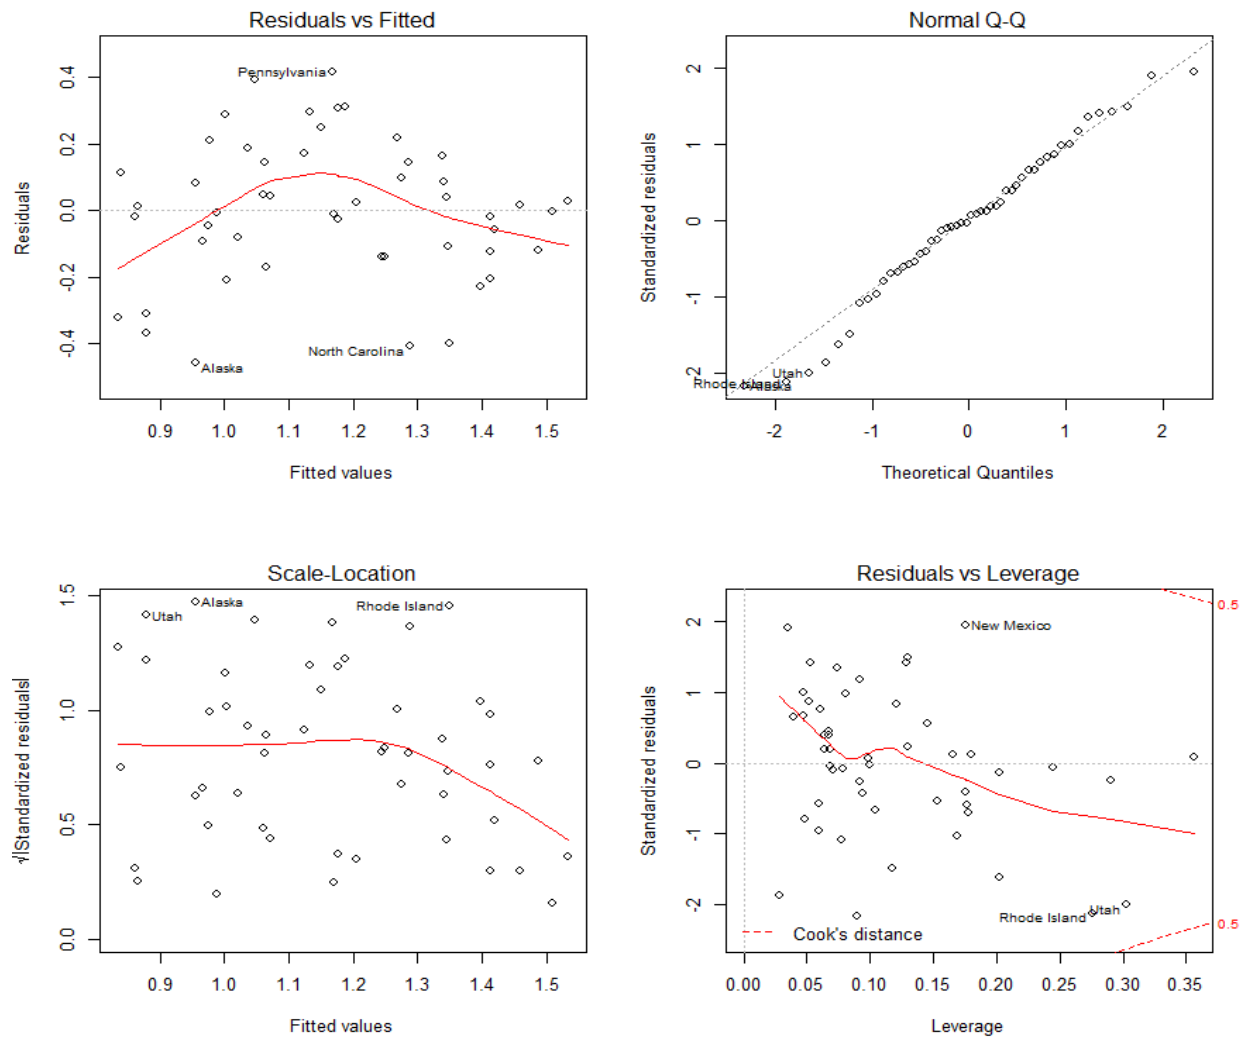 Residuals vs Fitted
Residuals
0.4
0.2
0.0
-0.2
-0.4
Pennsylvania
North Carolina
Alaska
0.9 1.0 1.1 1.2 1.3 1.4 1.5
Fitted values
Normal Q-Q
Standardized residuals
2
1
0
-1
-2
Utah
Rhode Island
Alaska
-2 -1 0 1 2
Theoretical Quantiles
Scale-Location
√|Standardized residuals|
1.5
1.0
0.5
0.0
Alaska
Utah
Rhode Island
0.9 1.0 1.1 1.2 1.3 1.4 1.5
Fitted values
Residuals vs Leverage
Standardized residuals
2
1
0
-1
-2
0.5
New Mexico
Utah
Rhode Island
0.5
Cook's distance
0.00 0.05 0.10 0.15 0.20 0.25 0.30 0.35
Leverage